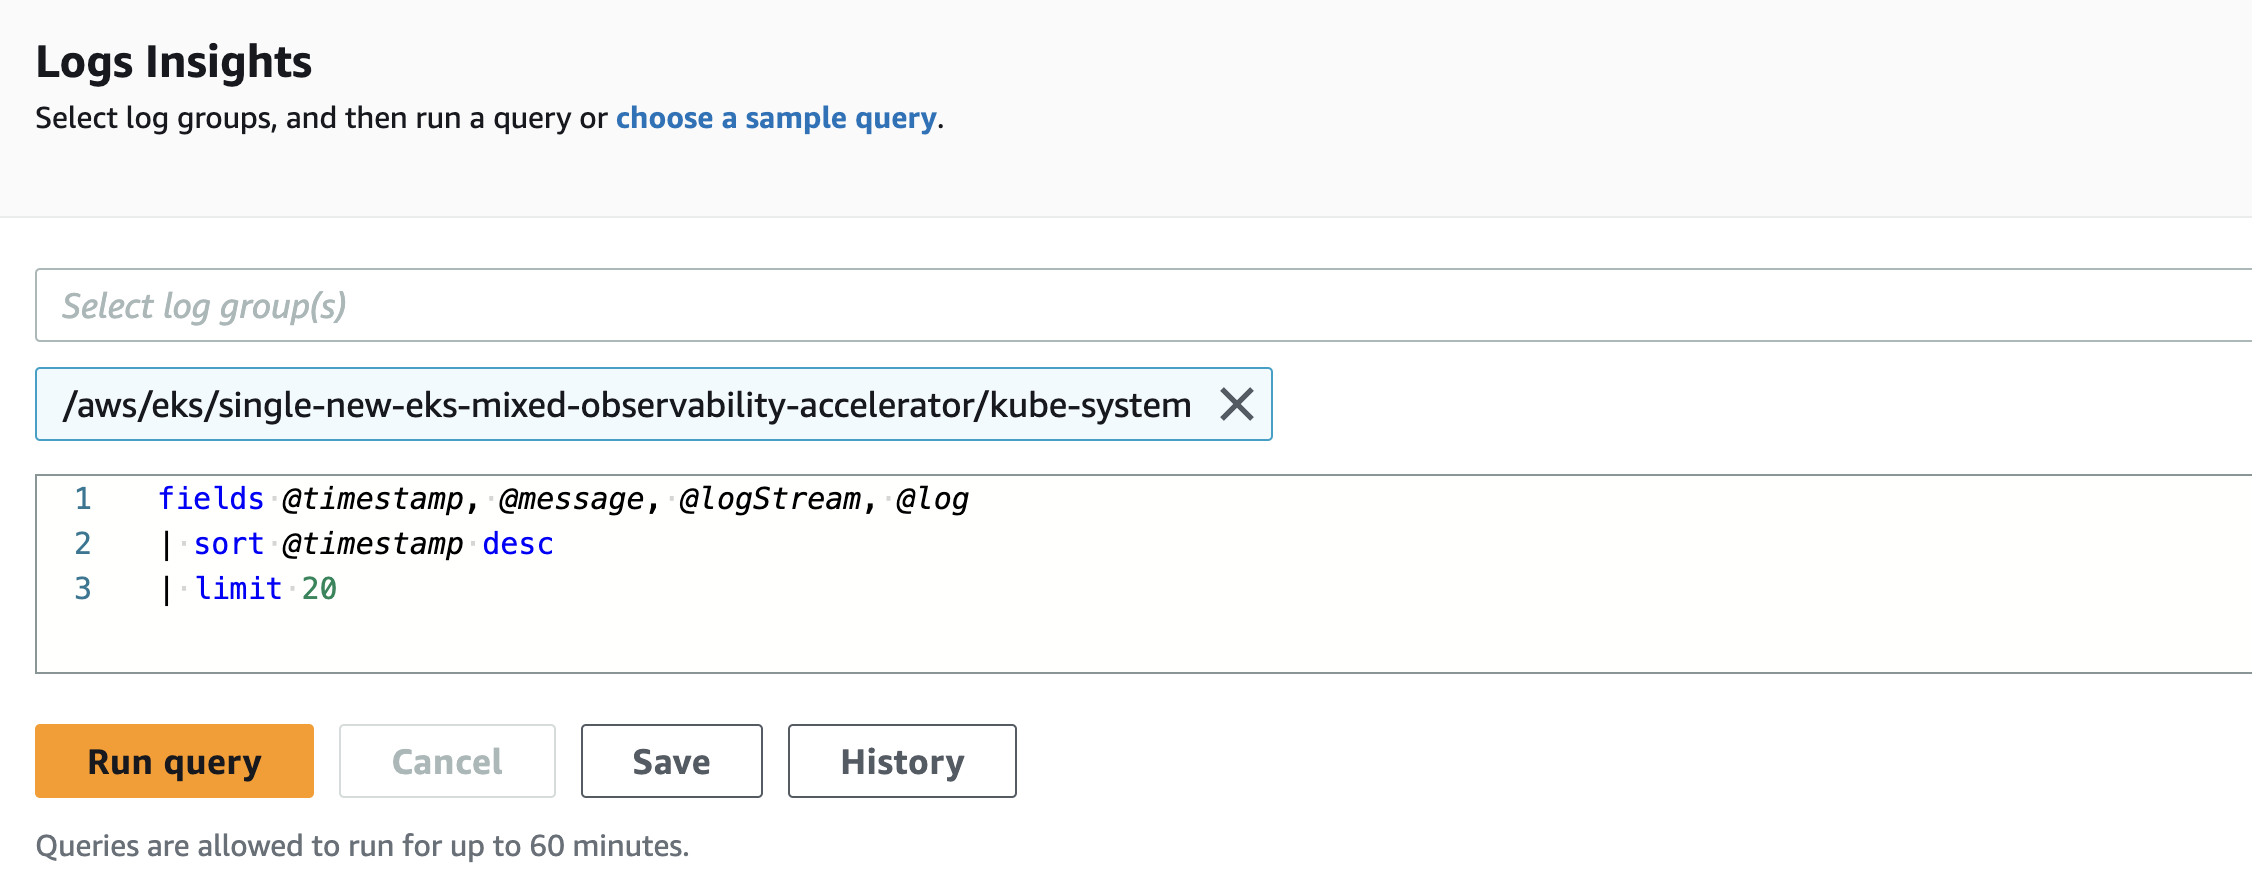 Logs Insights
Select log groups, and then run a query or choose a sample query.
Select log group(s)
/aws/eks/single-new-eks-mixed-observability-accelerator/kube-system
1 fields @timestamp, @message, @logStream, @log
2 | sort @timestamp desc
3 | limit 20
Run query Cancel Save History
Queries are allowed to run for up to 60 minutes.